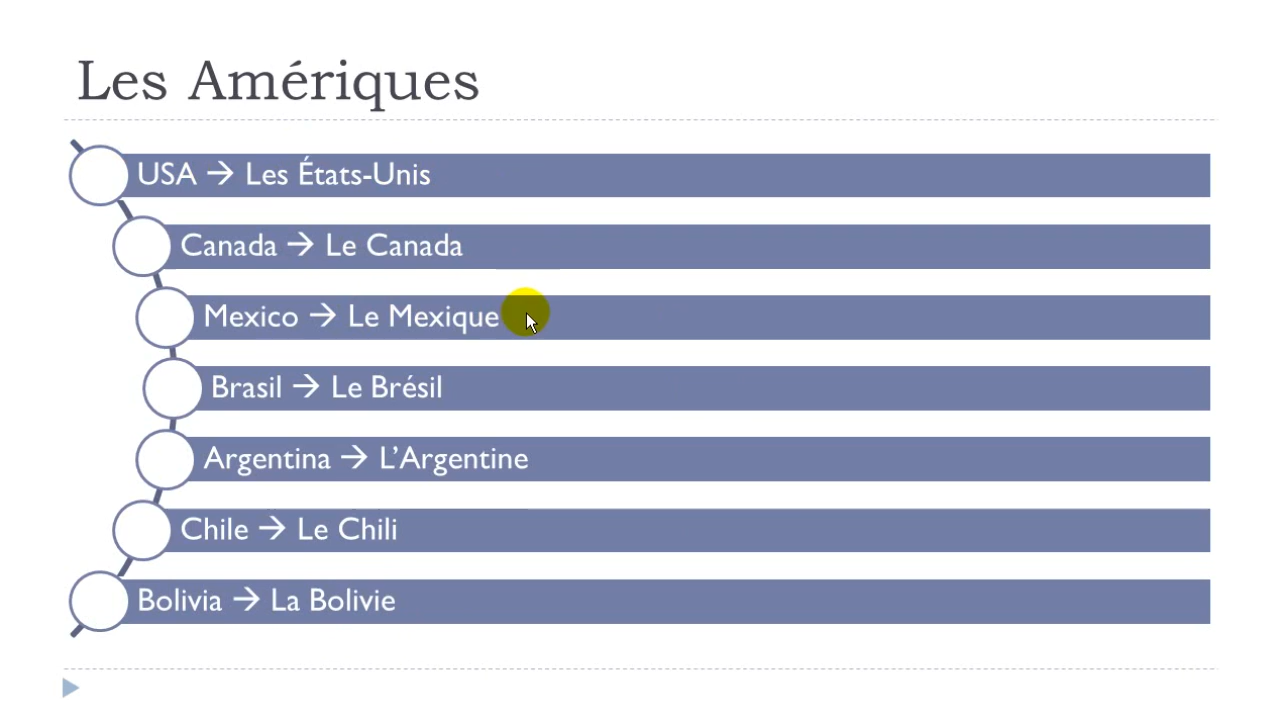 Les Amériques
USA → Les États-Unis
Canada → Le Canada
Mexico → Le Mexique
Brasil → Le Brésil
Argentina → L’Argentine
Chile → Le Chili
Bolivia → La Bolivie